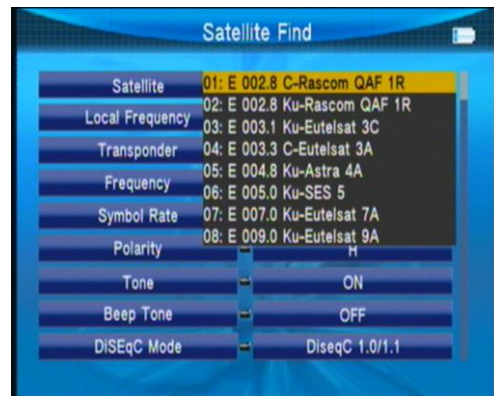 Satellite Find
Satellite
01: E 002.8 C-Rascom QAF 1R
02: E 002.8 Ku-Rascom QAF 1R
Local Frequency
03: E 003.1 Ku-Eutelsat 3C
Transponder
04: E 003.3 C-Eutelsat 3A
05: E 004.8 Ku-Astra 4A
Frequency
06: E 005.0 Ku-SES 5
Symbol Rate
07: E 007.0 Ku-Eutelsat 7A
08: E 009.0 Ku-Eutelsat 9A
Polarity
H
Tone
ON
Beep Tone
OFF
DiSEqC Mode
DiseqC 1.0/1.1